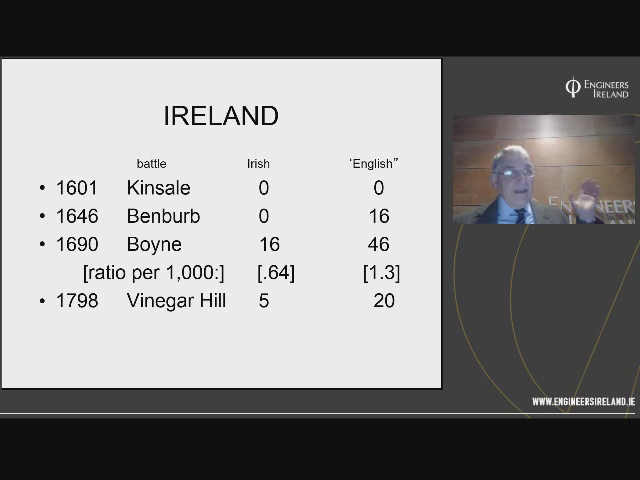 IRELAND
battle Irish 'English"
• 1601 Kinsale 0 0
• 1646 Benburb 0 16
• 1690 Boyne 16 46
[ratio per 1,000:] [.64] [1.3]
• 1798 Vinegar Hill 5 20
ENGINEERS
IRELAND
ENGINEERS
WWW.ENGINEERSIRELAND.IE